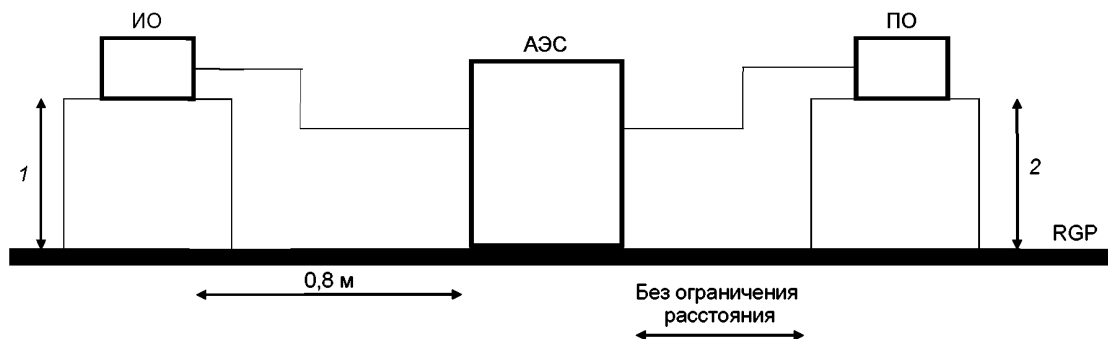 ИО
АЭС
ПО
1
2
RGP
0,8 м
Без ограничения
расстояния